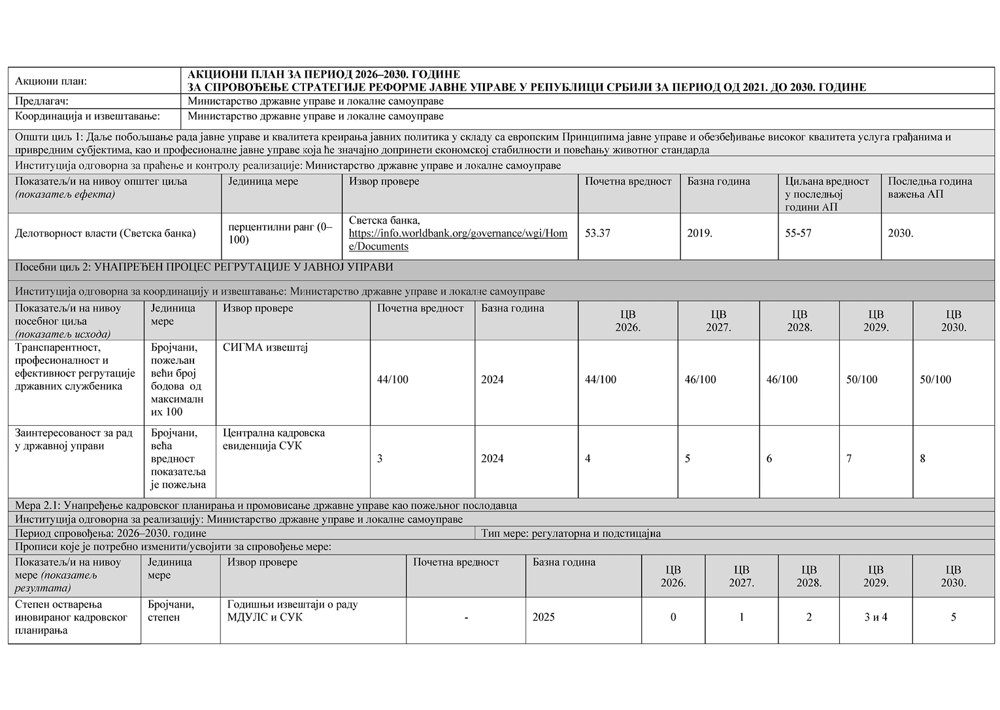 Акциони план:
АКЦИОНИ ПЛАН ЗА ПЕРИОД 2026–2030. ГОДИНЕ
ЗА СПРОВОЂЕЊЕ СТРАТЕГИЈЕ РЕФОРМЕ ЈАВНЕ УПРАВЕ У РЕПУБЛИЦИ СРБИЈИ ЗА ПЕРИОД ОД 2021. ДО 2030. ГОДИНЕ
Предлагач: Министарство државне управе и локалне самоуправе
Координација и извештавање: Министарство државне управе и локалне самоуправе
Општи циљ 1: Даље побољшање рада јавне управе и квалитета креирања јавних политика у складу са европским Принципима јавне управе и обезбеђивање високог квалитета услуга грађанима и
привредним субјектима, као и професионалне јавне управе која ће значајно допринети економској стабилности и повећању животног стандарда
Институција одговорна за праћење и контролу реализације: Министарство државне управе и локалне самоуправе
Показатељ/и на нивоу општег циља
(показатељ ефекта)
Јединица мере
Извор провере
Почетна вредност
Базна година
Циљана вредност
у последњој
години АП
Последња година
важења АП
Делотворност власти (Светска банка)
перцентилни ранг (0–
100)
Светска банка,
https://info.worldbank.org/governance/wgi/Hom
e/Documents
53.37
2019.
55-57
2030.
Посебни циљ 2: УНАПРЕЂЕН ПРОЦЕС РЕГРУТАЦИЈЕ У ЈАВНОЈ УПРАВИ
Институција одговорна за координацију и извештавање: Министарство државне управе и локалне самоуправе
Показатељ/и на нивоу
посебног циља
(показатељ исхода)
Јединица
мере
Извор провере
Почетна вредност
Базна година
ЦВ
2026.
ЦВ
2027.
ЦВ
2028.
ЦВ
2029.
ЦВ
2030.
Транспарентност,
професионалност и
ефективност регрутације
државних службеника
Бројчани,
пожељан
већи број
бодова од
максималн
их 100
СИГМА извештај
44/100
2024
44/100
46/100
46/100
50/100
50/100
Заинтересованост за рад
у државној управи
Бројчани,
већа
вредност
показатеља
је пожељна
Централна кадровска
евиденција СУК
3
2024
4
5
6
7
8
Мера 2.1: Унапређење кадровског планирања и промовисање државне управе као пожељног послодавца
Институција одговорна за реализацију: Министарство државне управе и локалне самоуправе
Период спровођења: 2026–2030. године
Тип мере: регулаторна и подстицајна
Прописи које је потребно изменити/усвојити за спровођење мере:
Показатељ/и на нивоу
мере (показатељ
резултата)
Јединица
мере
Извор провере
Почетна вредност
Базна година
ЦВ
2026.
ЦВ
2027.
ЦВ
2028.
ЦВ
2029.
ЦВ
2030.
Степен остварења
иновираног кадровског
планирања
Бројчани,
степен
Годишњи извештаји о раду
МДУЛС и СУК
-
2025
0
1
2
3 и 4
5